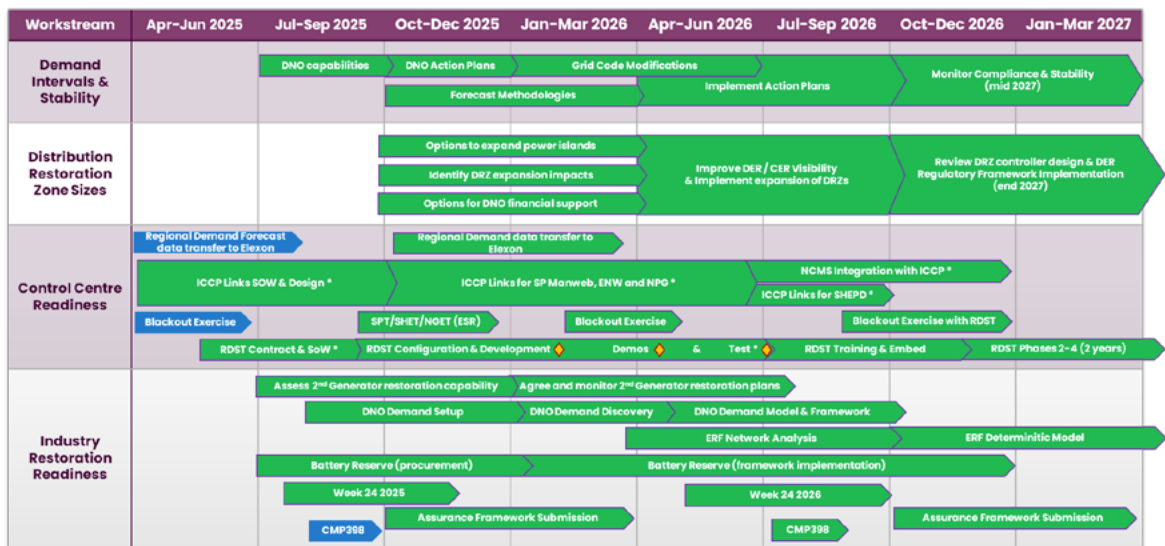 Workstream Apr-Jun 2025 Jul-Sep 2025 Oct-Dec 2025 Jan-Mar 2026 Apr-Jun 2026 Jul-Sep 2026 Oct-Dec 2026 Jan-Mar 2027
Demand
Intervals &
Stability
DNO capabilities
DNO Action Plans
Grid Code Modifications
Forecast Methodologies
Implement Action Plans
Monitor Compliance & Stability
(mid 2027)
Distribution
Restoration
Zone Sizes
Options to expand power islands
Identify DRZ expansion impacts
Options for DNO financial support
Improve DER / CER Visibility
& Implement expansion of DRZs
Review DRZ controller design & DER
Regulatory Framework Implementation
(end 2027)
Control Centre
Readiness
Regional Demand Forecast
data transfer to Elexon
Regional Demand data transfer to
Elexon
ICCP Links SOW & Design *
ICCP Links for SP Manweb, ENW and NPG *
NCMS Integration with ICCP *
ICCP Links for SHEPD *
Blackout Exercise
SPT/SHET/NGET (ESR)
Blackout Exercise
Blackout Exercise with RDST
RDST Contract & SoW *
RDST Configuration & Development
Demos & Test *
RDST Training & Embed
RDST Phases 2-4 (2 years)
Industry
Restoration
Readiness
Assess 2nd Generator restoration capability
Agree and monitor 2nd Generator restoration plans
DNO Demand Setup
DNO Demand Discovery
DNO Demand Model & Framework
ERF Network Analysis
ERF Determinitic Model
Battery Reserve (procurement)
Battery Reserve (framework implementation)
Week 24 2025
Week 24 2026
CMP398
Assurance Framework Submission
CMP398
Assurance Framework Submission